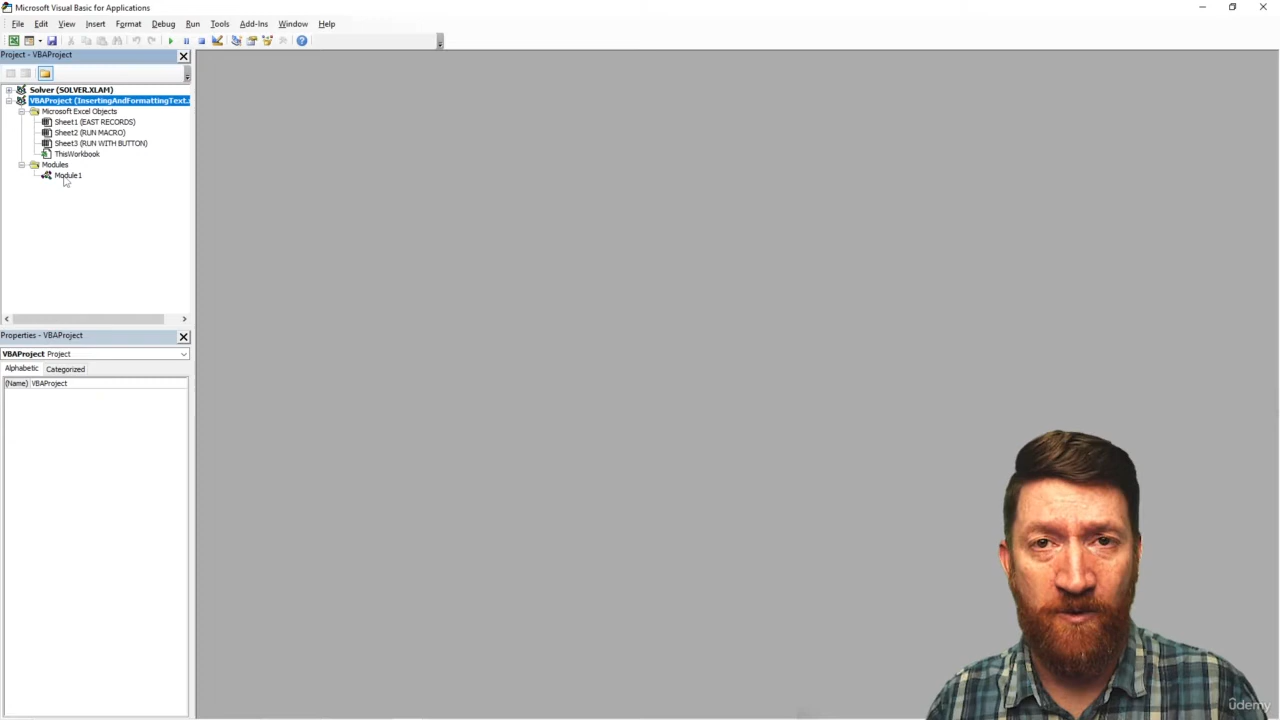 Microsoft Visual Basic for Applications
File Edit View Insert Format Debug Run Tools Add-Ins Window Help
Project - VBAProject
Solver (SOLVER.XLAM)
VBAProject (InsertingAndFormattingText.
Microsoft Excel Objects
Sheet1 (EAST RECORDS)
Sheet2 (RUN MACRO)
Sheet3 (RUN WITH BUTTON)
ThisWorkbook
Modules
Module1
Properties - VBAProject
VBAProject Project
Alphabetic Categorized
(Name) VBAProject
udemy